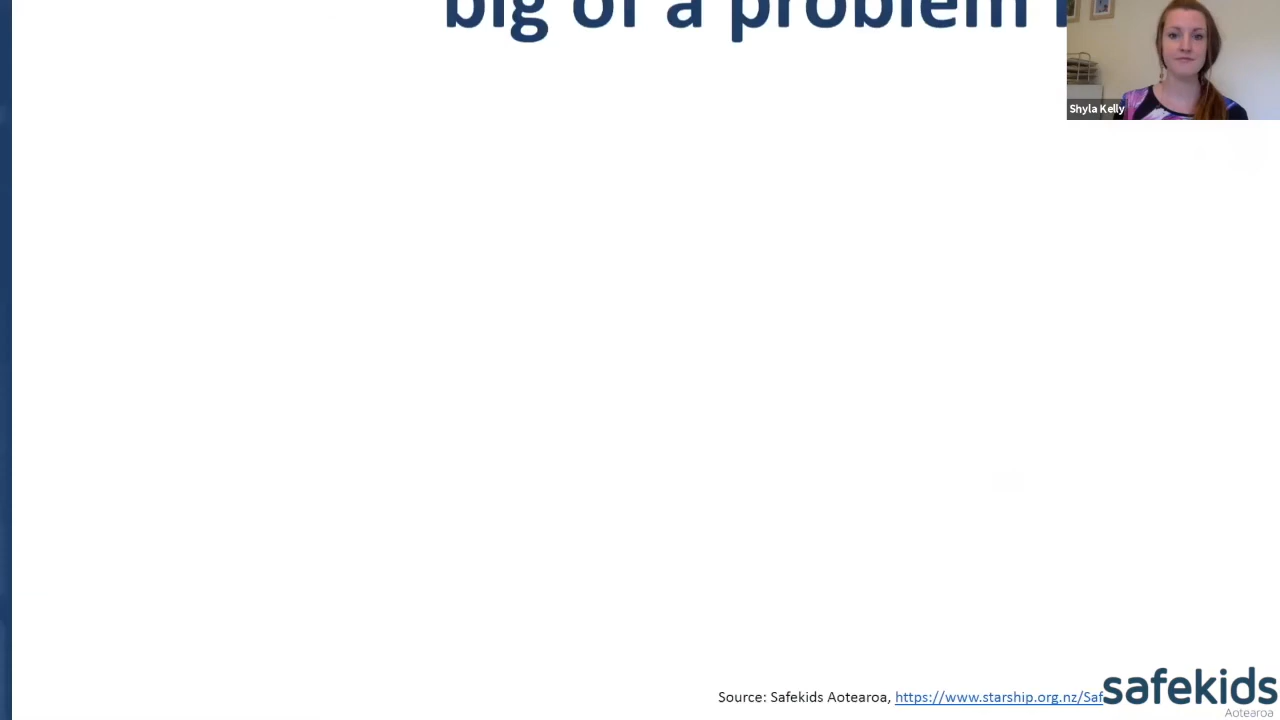 big of a problem
Shyla Kelly
Source: Safekids Aotearoa, https://www.starship.org.nz/Saf
safekids
Aotearoa